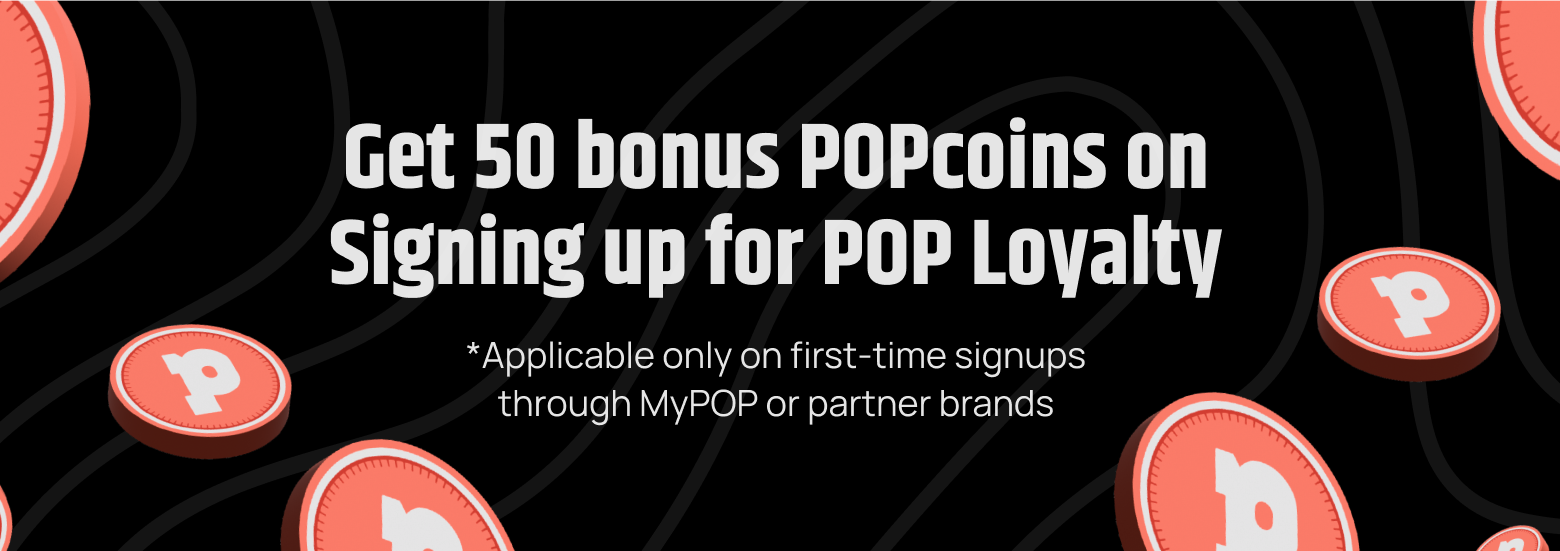 Get 50 bonus POPcoins on
Signing up for POP Loyalty
*Applicable only on first-time signups
through MyPOP or partner brands
p
p
p
p
p